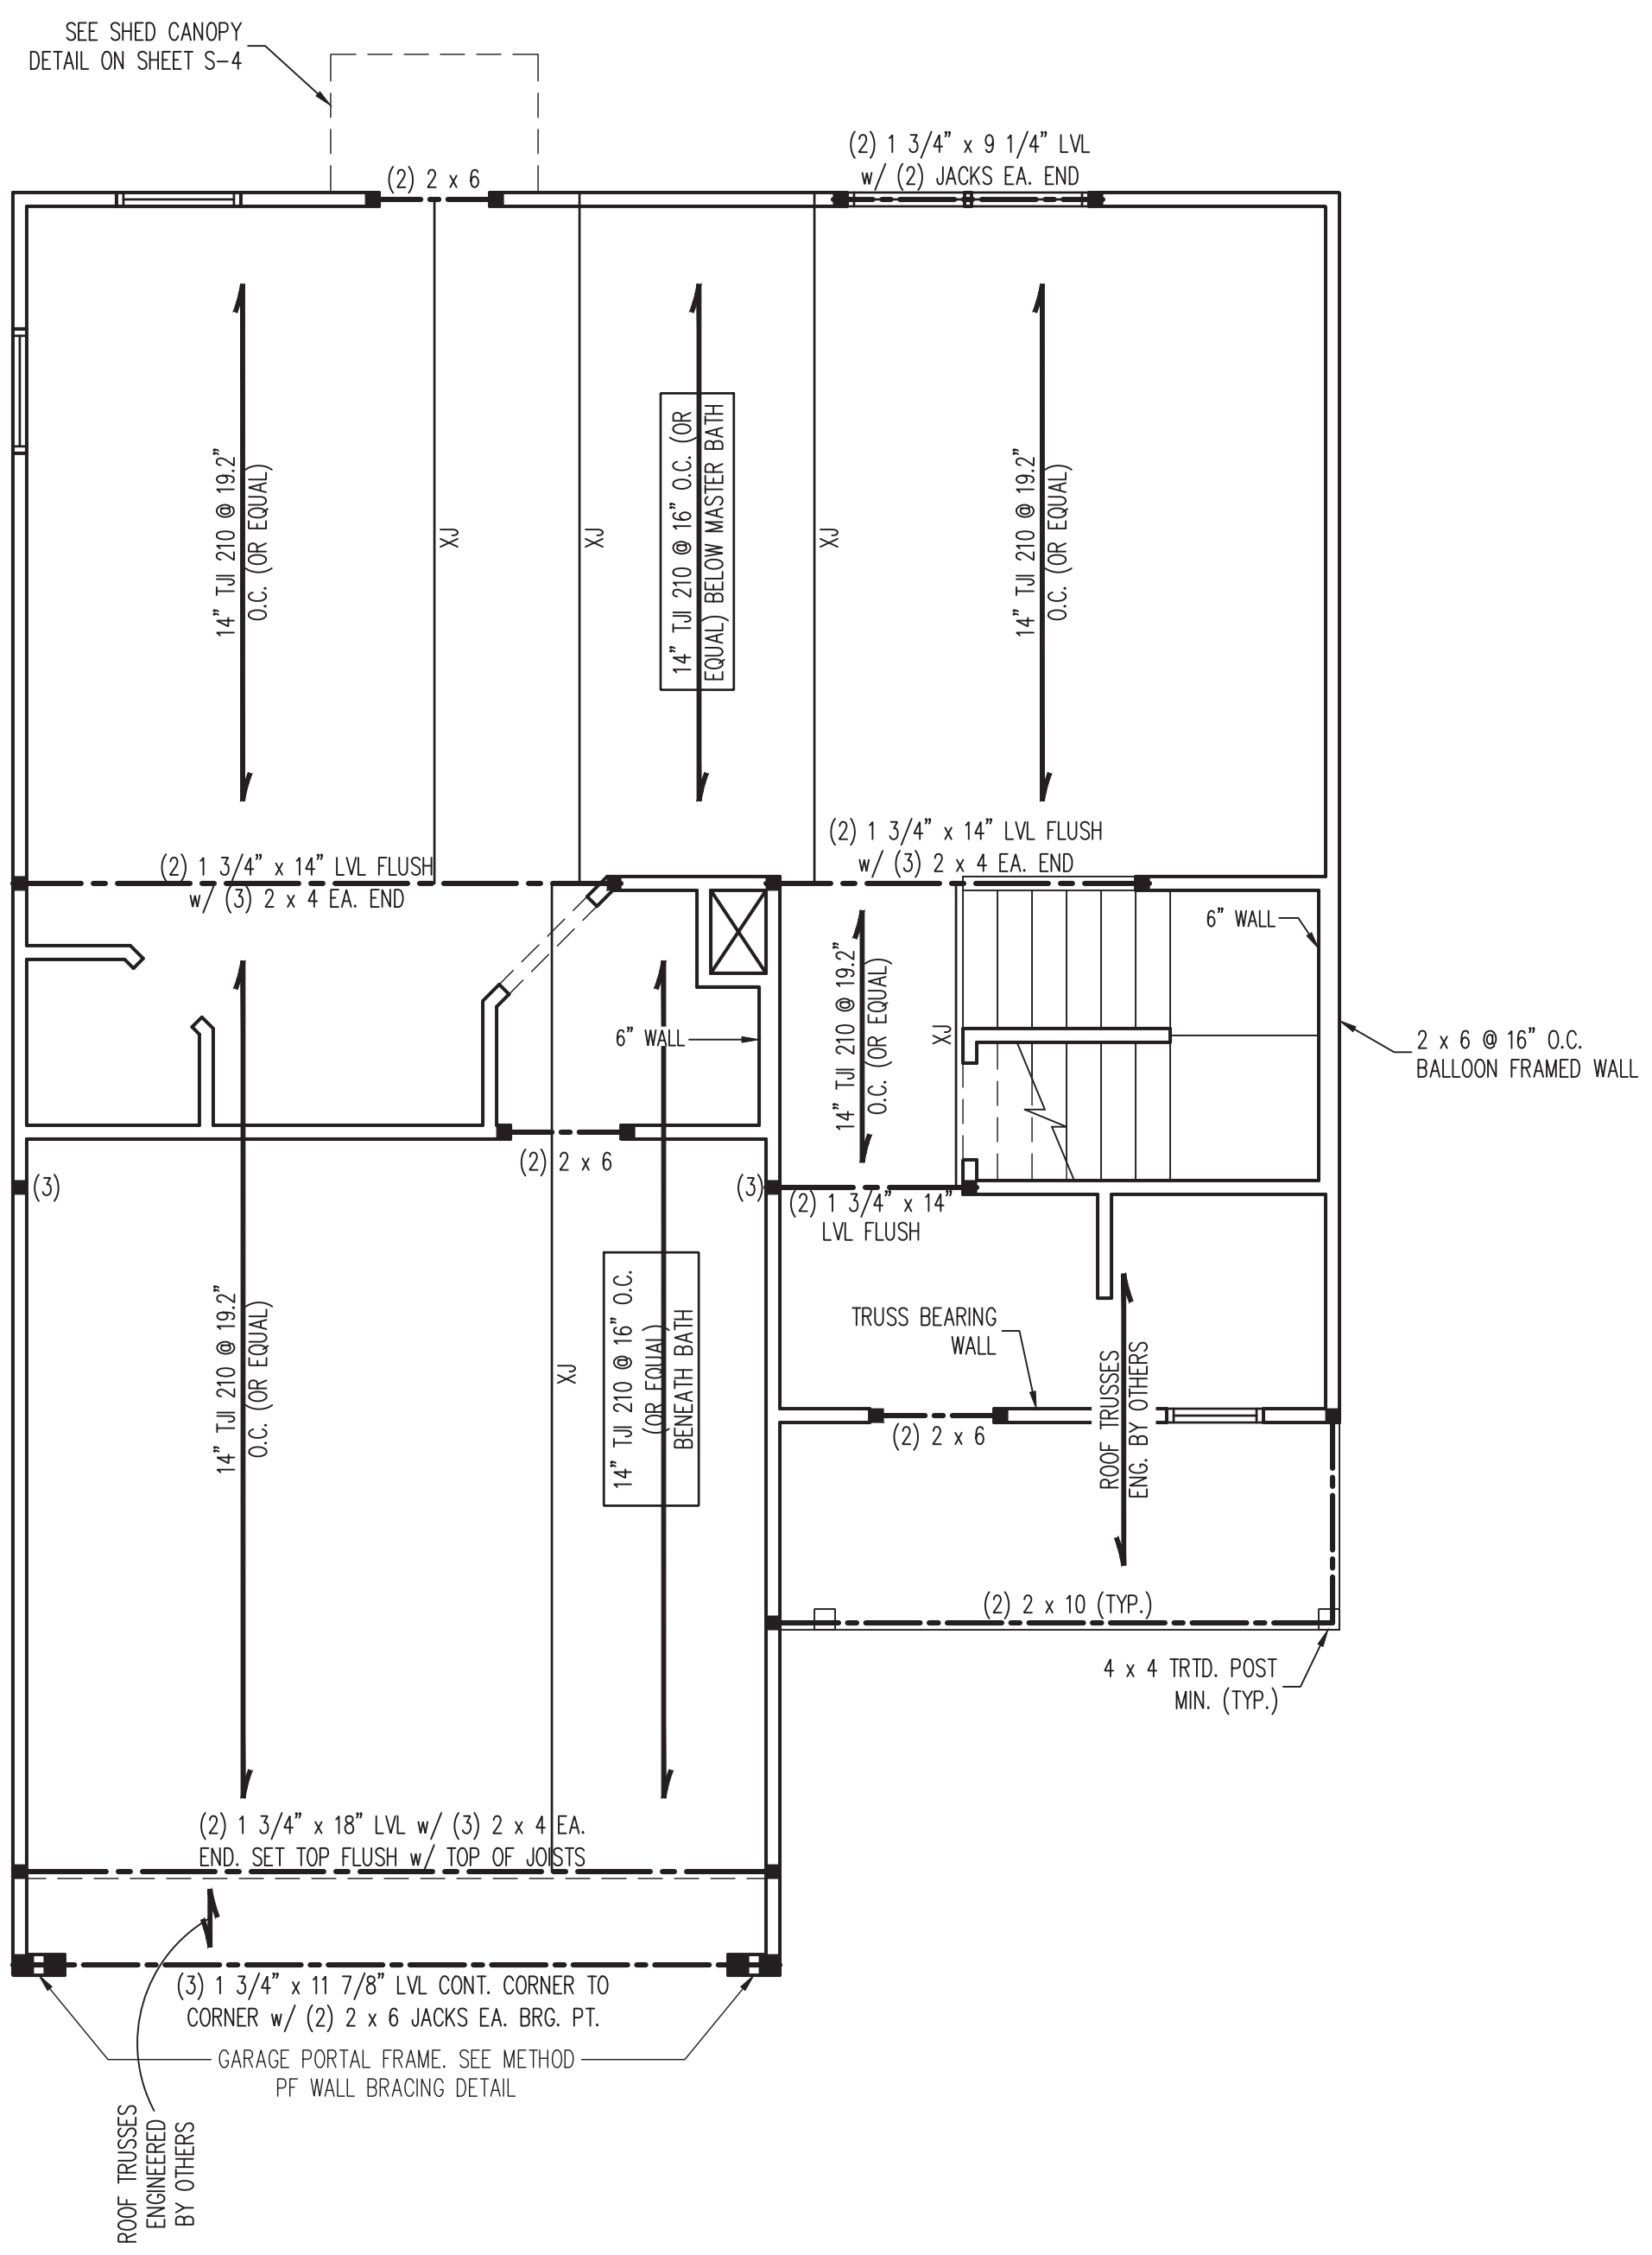 SEE SHED CANOPY
DETAIL ON SHEET S-4
(2) 2 x 6
(2) 1 3/4" x 9 1/4" LVL
w/ (2) JACKS EA. END
14" TJI 210 @ 19.2"
O.C. (OR EQUAL)
XJ
XJ
14" TJI 210 @ 16" O.C. (OR
EQUAL) BELOW MASTER BATH
XJ
14" TJI 210 @ 19.2"
O.C. (OR EQUAL)
(2) 1 3/4" x 14" LVL FLUSH
w/ (3) 2 x 4 EA. END
(2) 1 3/4" x 14" LVL FLUSH
w/ (3) 2 x 4 EA. END
6" WALL
14" TJI 210 @ 19.2"
O.C. (OR EQUAL)
XJ
6" WALL
2 x 6 @ 16" O.C.
BALLOON FRAMED WALL
(2) 2 x 6
(3)
(3)
(2) 1 3/4" x 14"
LVL FLUSH
14" TJI 210 @ 19.2"
O.C. (OR EQUAL)
XJ
14" TJI 210 @ 16" O.C.
(OR EQUAL)
BENEATH BATH
TRUSS BEARING
WALL
(2) 2 x 6
ROOF TRUSSES
ENG. BY OTHERS
(2) 2 x 10 (TYP.)
4 x 4 TRTD. POST
MIN. (TYP.)
(2) 1 3/4" x 18" LVL w/ (3) 2 x 4 EA.
END. SET TOP FLUSH w/ TOP OF JOISTS
(3) 1 3/4" x 11 7/8" LVL CONT. CORNER TO
CORNER w/ (2) 2 x 6 JACKS EA. BRG. PT.
GARAGE PORTAL FRAME. SEE METHOD
PF WALL BRACING DETAIL
ROOF TRUSSES
ENGINEERED
BY OTHERS